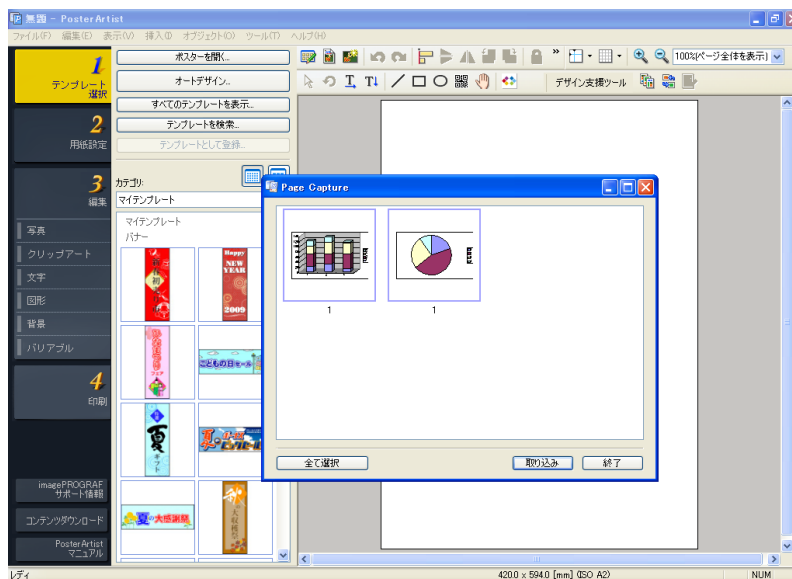 無題 - PosterArtist
ファイル(F) 編集(E) 表示(V) 挿入(I) オブジェクト(O) ツール(T) ヘルプ(H)
1
テンプレート
選択
2
用紙設定
3
編集
写真
クリップアート
文字
図形
背景
バリアブル
4
印刷
imagePROGRAF
サポート情報
コンテンツダウンロード
PosterArtist
マニュアル
ポスターを開く...
オートデザイン...
すべてのテンプレートを表示...
テンプレートを検索...
テンプレートとして登録...
カテゴリ:
マイテンプレート
マイテンプレート
バナー
Happy
NEW
YEAR
2009
こどもの日セール
夏
ギフト
夏の大感謝祭
秋の大収穫祭
100%(ページ全体を表示)
デザイン支援ツール
Page Capture
1
1
全て選択
取り込み
終了
レディ
420.0 x 594.0 [mm] (ISO A2)
NUM